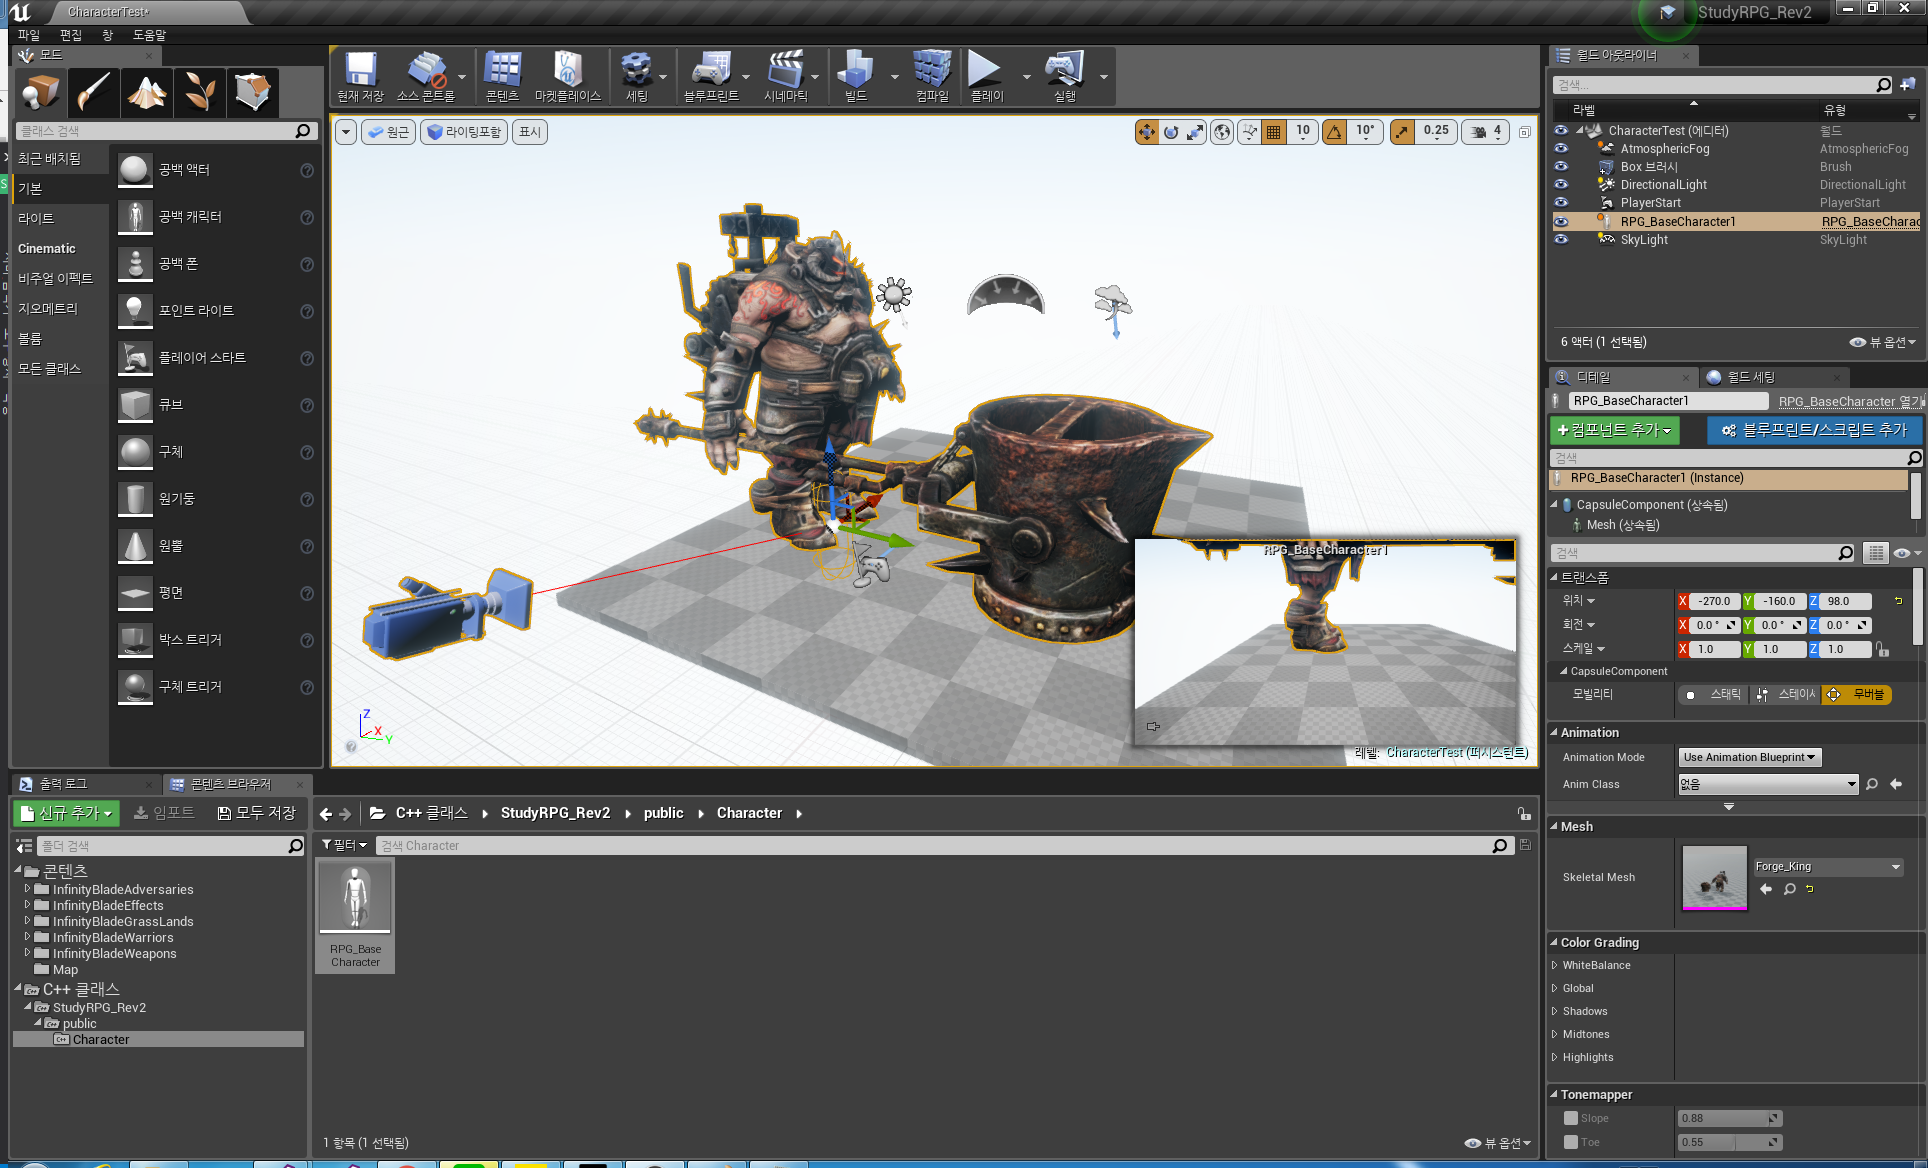 CharacterTest*
StudyRPG_Rev2
파일 편집 창 도움말
모드
현재 저장 소스 콘트롤 콘텐츠 마켓플레이스 세팅 블루프린트 시네마틱 빌드 컴파일 플레이 실행
클래스 검색
최근 배치됨
기본
라이트
Cinematic
비주얼 이펙트
지오메트리
볼륨
모든 클래스
공백 액터
공백 캐릭터
공백 폰
포인트 라이트
플레이어 스타트
큐브
구체
원기둥
원뿔
평면
박스 트리거
구체 트리거
원근 라이팅포함 표시
10 10° 0.25 4
RPG_BaseCharacter1
Z
X
Y
레벨: CharacterTest (퍼시스턴트)
월드 아웃라이너
검색...
라벨 유형
CharacterTest (에디터) 월드
AtmosphericFog AtmosphericFog
Box 브러시 Brush
DirectionalLight DirectionalLight
PlayerStart PlayerStart
RPG_BaseCharacter1 RPG_BaseCharac
SkyLight SkyLight
6 액터 (1 선택됨) 뷰 옵션
디테일 월드 세팅
RPG_BaseCharacter1 RPG_BaseCharacter 열기
+컴포넌트 추가 블루프린트/스크립트 추가
검색
RPG_BaseCharacter1 (Instance)
CapsuleComponent (상속됨)
Mesh (상속됨)
검색
트랜스폼
위치 X -270.0 Y -160.0 Z 98.0
회전 X 0.0 ° Y 0.0 ° Z 0.0 °
스케일 X 1.0 Y 1.0 Z 1.0
CapsuleComponent
모빌리티 스태틱 스테이셔 무버블
Animation
Animation Mode Use Animation Blueprint
Anim Class 없음
Mesh
Skeletal Mesh Forge_King
Color Grading
WhiteBalance
Global
Shadows
Midtones
Highlights
Tonemapper
Slope 0.88
Toe 0.55
출력 로그 콘텐츠 브라우저
신규 추가 임포트 모두 저장
C++ 클래스 StudyRPG_Rev2 public Character
폴더 검색
필터 검색 Character
콘텐츠
InfinityBladeAdversaries
InfinityBladeEffects
InfinityBladeGrassLands
InfinityBladeWarriors
InfinityBladeWeapons
Map
C++ 클래스
StudyRPG_Rev2
public
Character
RPG_Base
Character
1 항목 (1 선택됨) 뷰 옵션